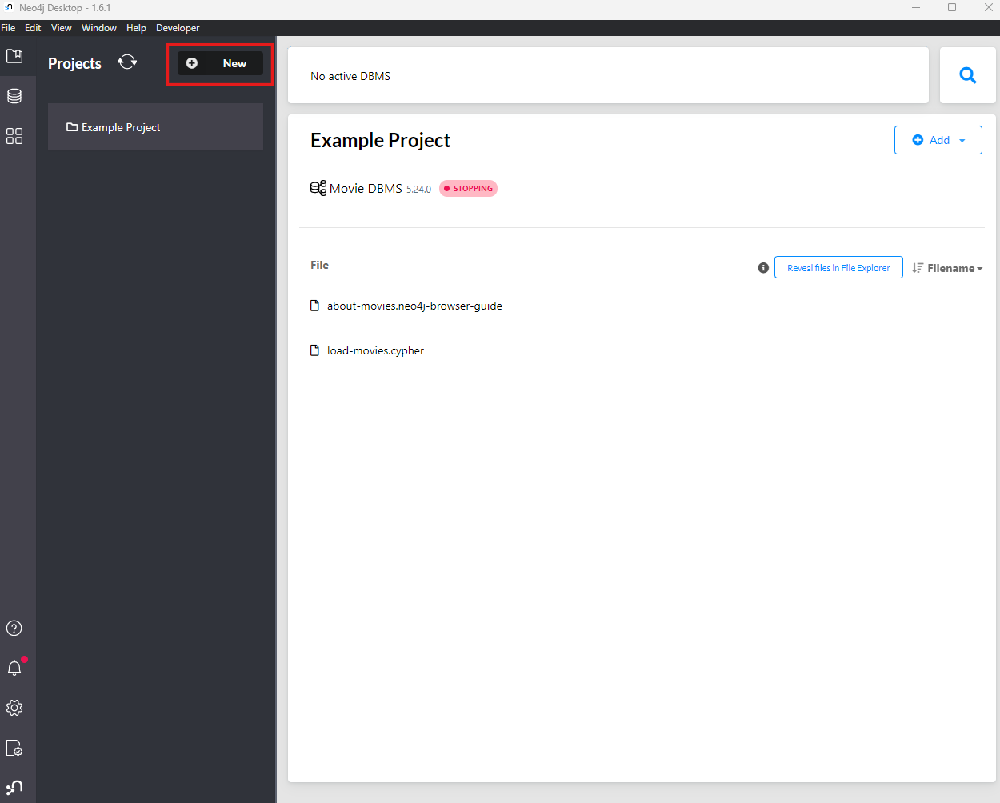 Neo4j Desktop - 1.6.1
File Edit View Window Help Developer
Projects
New
Example Project
No active DBMS
Example Project
Add
Movie DBMS 5.24.0 STOPPING
File
Reveal files in File Explorer
Filename
about-movies.neo4j-browser-guide
load-movies.cypher